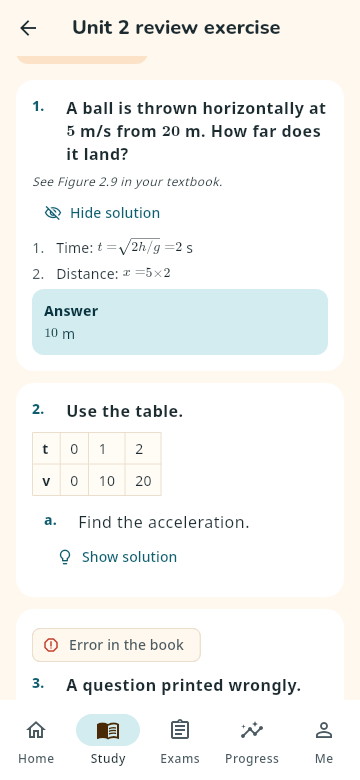 Unit 2 review exercise
1. A ball is thrown horizontally at
5 m/s from 20 m. How far does
it land?
See Figure 2.9 in your textbook.
Hide solution
1. Time: t = √2h/g = 2 s
2. Distance: x = 5×2
Answer
10 m
2. Use the table.
t 0 1 2
v 0 10 20
a. Find the acceleration.
Show solution
Error in the book
3. A question printed wrongly.
Home Study Exams Progress Me